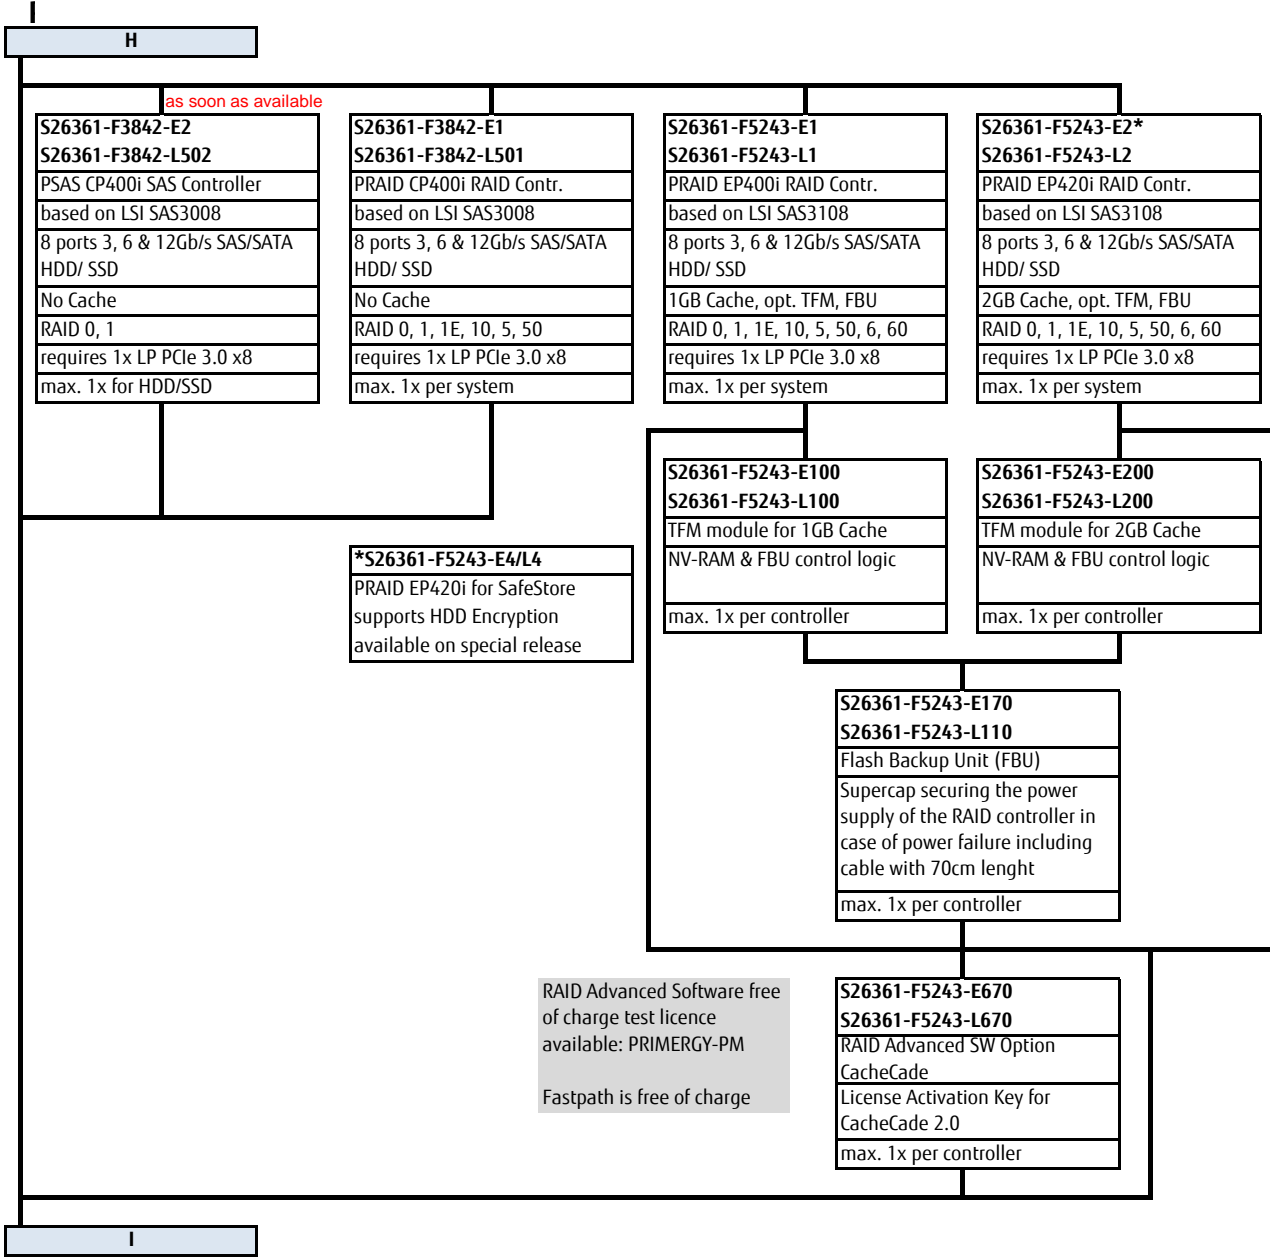 H
as soon as available
S26361-F3842-E2
S26361-F3842-L502
PSAS CP400i SAS Controller
based on LSI SAS3008
8 ports 3, 6 & 12Gb/s SAS/SATA
HDD/ SSD
No Cache
RAID 0, 1
requires 1x LP PCIe 3.0 x8
max. 1x for HDD/SSD
S26361-F3842-E1
S26361-F3842-L501
PRAID CP400i RAID Contr.
based on LSI SAS3008
8 ports 3, 6 & 12Gb/s SAS/SATA
HDD/ SSD
No Cache
RAID 0, 1, 1E, 10, 5, 50
requires 1x LP PCIe 3.0 x8
max. 1x per system
S26361-F5243-E1
S26361-F5243-L1
PRAID EP400i RAID Contr.
based on LSI SAS3108
8 ports 3, 6 & 12Gb/s SAS/SATA
HDD/ SSD
1GB Cache, opt. TFM, FBU
RAID 0, 1, 1E, 10, 5, 50, 6, 60
requires 1x LP PCIe 3.0 x8
max. 1x per system
S26361-F5243-E2*
S26361-F5243-L2
PRAID EP420i RAID Contr.
based on LSI SAS3108
8 ports 3, 6 & 12Gb/s SAS/SATA
HDD/ SSD
2GB Cache, opt. TFM, FBU
RAID 0, 1, 1E, 10, 5, 50, 6, 60
requires 1x LP PCIe 3.0 x8
max. 1x per system
S26361-F5243-E100
S26361-F5243-L100
TFM module for 1GB Cache
NV-RAM & FBU control logic
max. 1x per controller
S26361-F5243-E200
S26361-F5243-L200
TFM module for 2GB Cache
NV-RAM & FBU control logic
max. 1x per controller
*S26361-F5243-E4/L4
PRAID EP420i for SafeStore
supports HDD Encryption
available on special release
S26361-F5243-E170
S26361-F5243-L110
Flash Backup Unit (FBU)
Supercap securing the power
supply of the RAID controller in
case of power failure including
cable with 70cm lenght
max. 1x per controller
RAID Advanced Software free
of charge test licence
available: PRIMERGY-PM
Fastpath is free of charge
S26361-F5243-E670
S26361-F5243-L670
RAID Advanced SW Option
CacheCade
License Activation Key for
CacheCade 2.0
max. 1x per controller
I